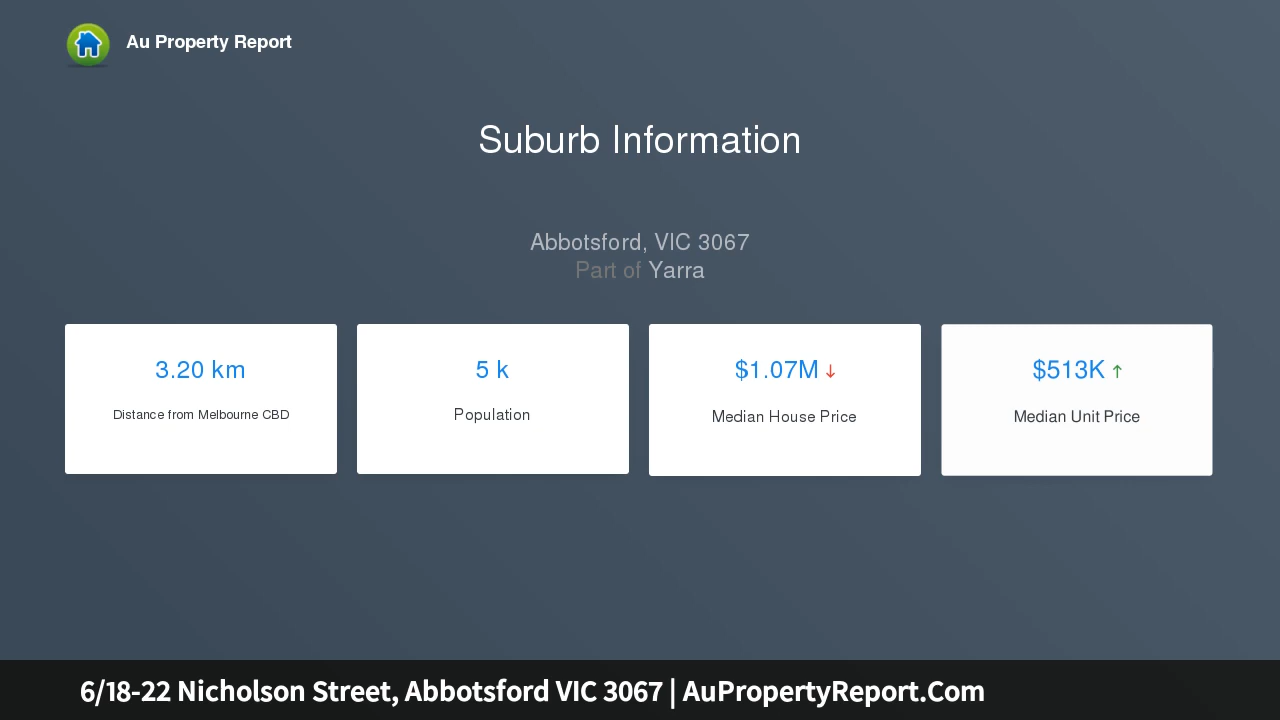 Au Property Report
Suburb Information
Abbotsford, VIC 3067
Part of Yarra
3.20 km
Distance from Melbourne CBD
5 k
Population
$1.07M ↓
Median House Price
$513K ↑
Median Unit Price
6/18-22 Nicholson Street, Abbotsford VIC 3067 | AuPropertyReport.Com